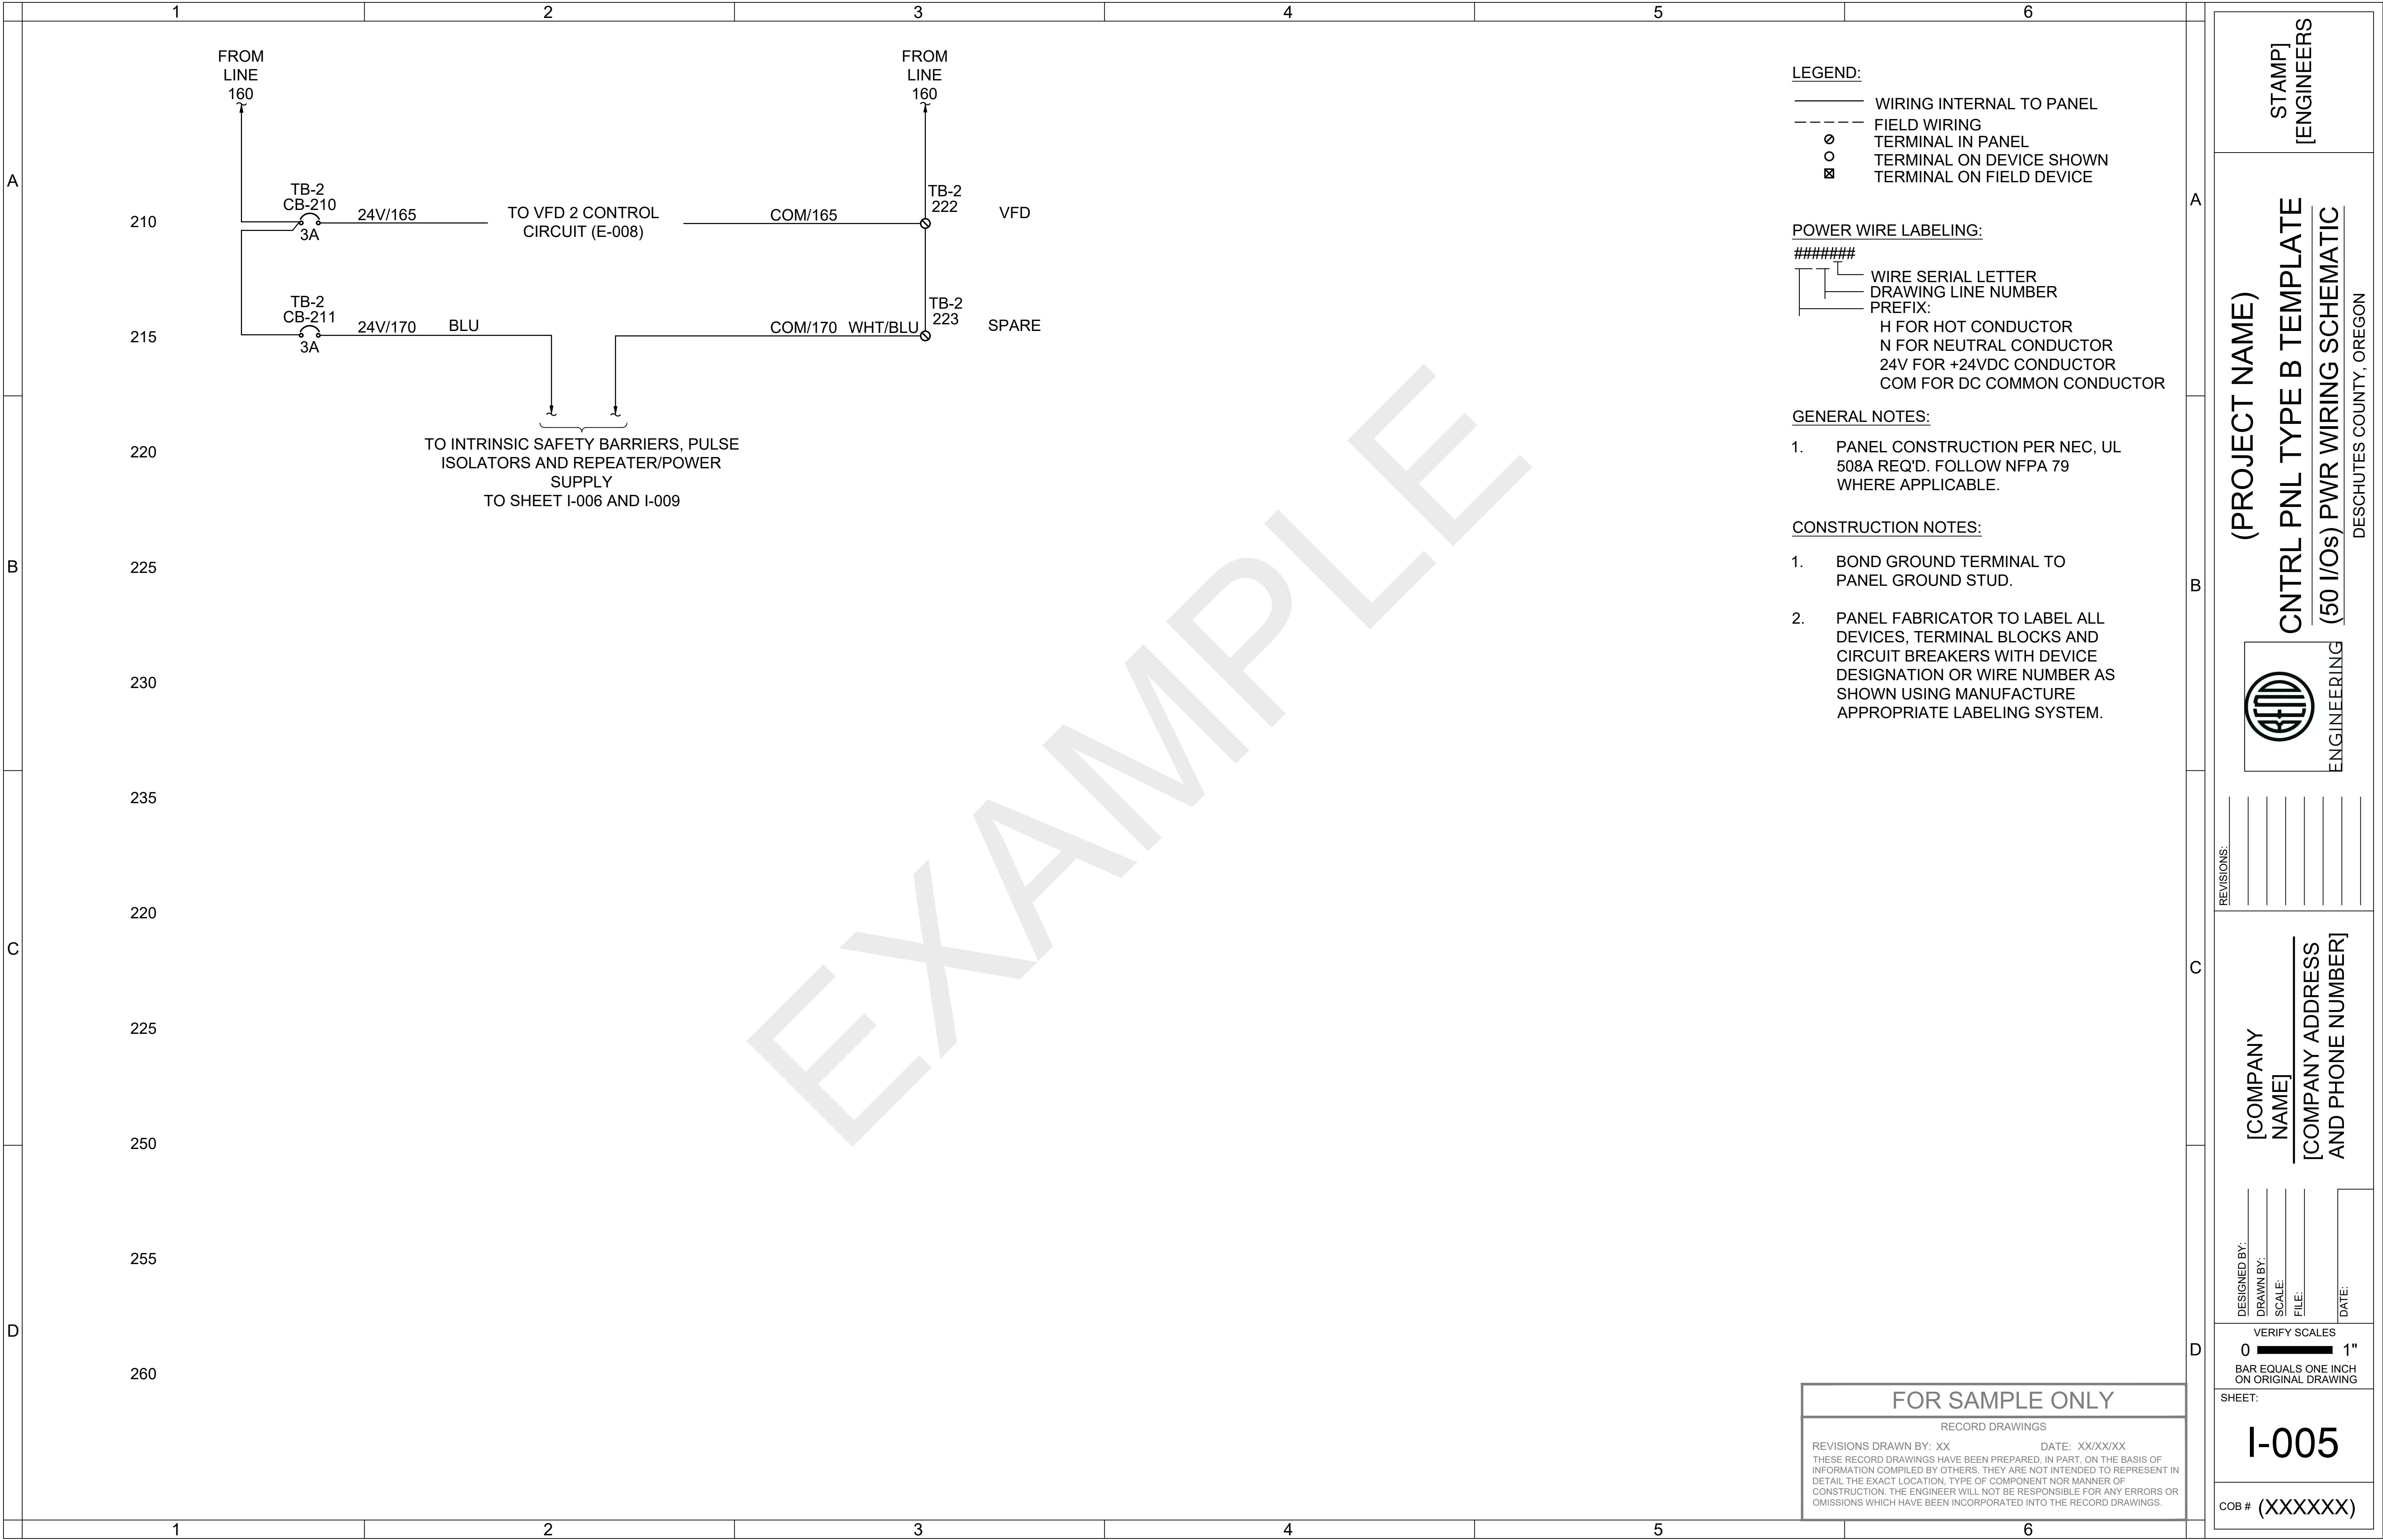 1 2 3 4 5 6
FROM
LINE
160
FROM
LINE
160
A
210
TB-2
CB-210
3A
24V/165
TO VFD 2 CONTROL
CIRCUIT (E-008)
COM/165
TB-2
222
VFD
215
TB-2
CB-211
3A
24V/170 BLU
COM/170 WHT/BLU
TB-2
223
SPARE
220
TO INTRINSIC SAFETY BARRIERS, PULSE
ISOLATORS AND REPEATER/POWER
SUPPLY
TO SHEET I-006 AND I-009
B
225
230
235
220
C
225
250
255
D
260
EXAMPLE
LEGEND:
WIRING INTERNAL TO PANEL
FIELD WIRING
TERMINAL IN PANEL
TERMINAL ON DEVICE SHOWN
TERMINAL ON FIELD DEVICE
POWER WIRE LABELING:
#######
WIRE SERIAL LETTER
DRAWING LINE NUMBER
PREFIX:
H FOR HOT CONDUCTOR
N FOR NEUTRAL CONDUCTOR
24V FOR +24VDC CONDUCTOR
COM FOR DC COMMON CONDUCTOR
GENERAL NOTES:
1. PANEL CONSTRUCTION PER NEC, UL
508A REQ'D. FOLLOW NFPA 79
WHERE APPLICABLE.
CONSTRUCTION NOTES:
1. BOND GROUND TERMINAL TO
PANEL GROUND STUD.
2. PANEL FABRICATOR TO LABEL ALL
DEVICES, TERMINAL BLOCKS AND
CIRCUIT BREAKERS WITH DEVICE
DESIGNATION OR WIRE NUMBER AS
SHOWN USING MANUFACTURE
APPROPRIATE LABELING SYSTEM.
FOR SAMPLE ONLY
RECORD DRAWINGS
REVISIONS DRAWN BY: XX DATE: XX/XX/XX
THESE RECORD DRAWINGS HAVE BEEN PREPARED, IN PART, ON THE BASIS OF
INFORMATION COMPILED BY OTHERS. THEY ARE NOT INTENDED TO REPRESENT IN
DETAIL THE EXACT LOCATION, TYPE OF COMPONENT NOR MANNER OF
CONSTRUCTION. THE ENGINEER WILL NOT BE RESPONSIBLE FOR ANY ERRORS OR
OMISSIONS WHICH HAVE BEEN INCORPORATED INTO THE RECORD DRAWINGS.
A
B
C
D
1 2 3 4 5 6
STAMP]
[ENGINEERS
(PROJECT NAME)
CNTRL PNL TYPE B TEMPLATE
(50 I/Os) PWR WIRING SCHEMATIC
DESCHUTES COUNTY, OREGON
ENGINEERING
REVISIONS:
[COMPANY
NAME]
[COMPANY ADDRESS
AND PHONE NUMBER]
DESIGNED BY:
DRAWN BY:
SCALE:
FILE:
DATE:
VERIFY SCALES
0 1"
BAR EQUALS ONE INCH
ON ORIGINAL DRAWING
SHEET:
I-005
COB # (XXXXXX)